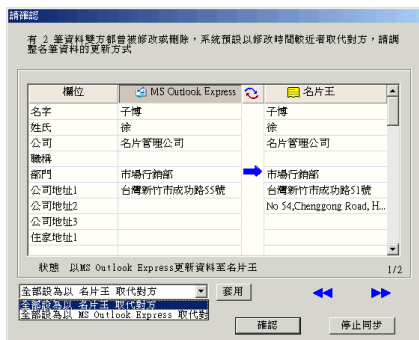 請確認
有 2 筆資料雙方都曾被修改或刪除，系統預設以修改時間較近者取代對方，請調
整各筆資料的更新方式
欄位 MS Outlook Express 名片王
名字 子博 子博
姓氏 徐 徐
公司 名片管理公司 名片管理公司
職稱
部門 市場行銷部 市場行銷部
公司地址1 台灣新竹市成功路55號 台灣新竹市成功路51號
公司地址2 No 54,Chenggong Road, H...
公司地址3
住家地址1
狀態 以MS Outlook Express更新資料至名片王 1/2
全部設為以 名片王 取代對方 套用
全部設為以 名片王 取代對方
全部設為以 MS Outlook Express 取代對
確認 停止同步